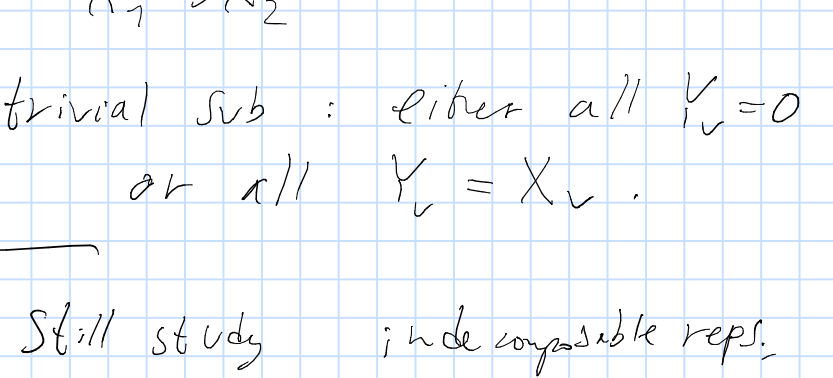 trivial sub : either all Y_v = 0
or all Y_v = X_v .
Still study indecomposable reps.